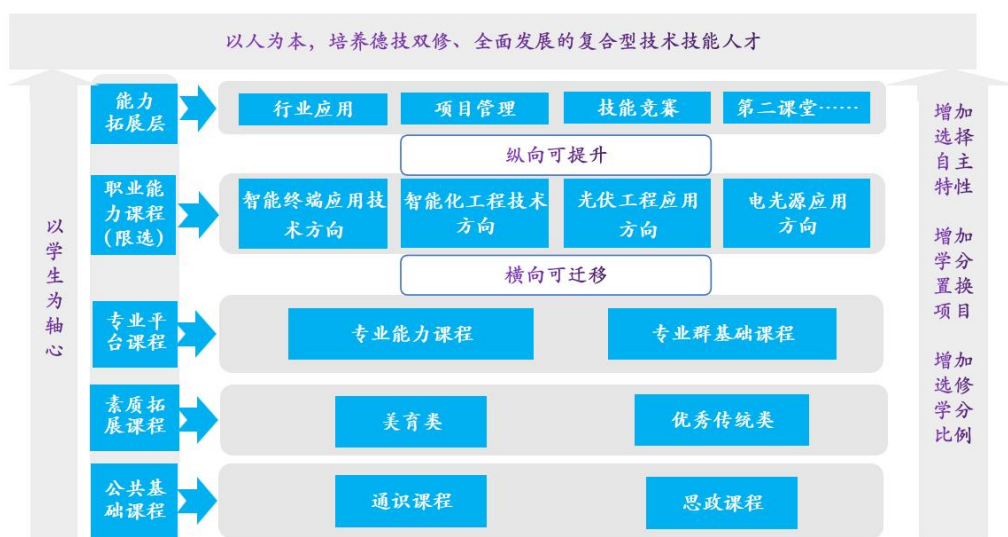 以人为本，培养德技双修、全面发展的复合型技术技能人才
以学生为轴心
能力
拓展层
行业应用
项目管理
技能竞赛
第二课堂……
纵向可提升
职业能
力课程
(限选)
智能终端应用技
术方向
智能化工程技术
方向
光伏工程应用
方向
电光源应用
方向
横向可迁移
专业平
台课程
专业能力课程
专业群基础课程
素质拓
展课程
美育类
优秀传统类
公共基
础课程
通识课程
思政课程
增加
选择
自主
特性
增加
学分
置换
项目
增加
选修
学分
比例